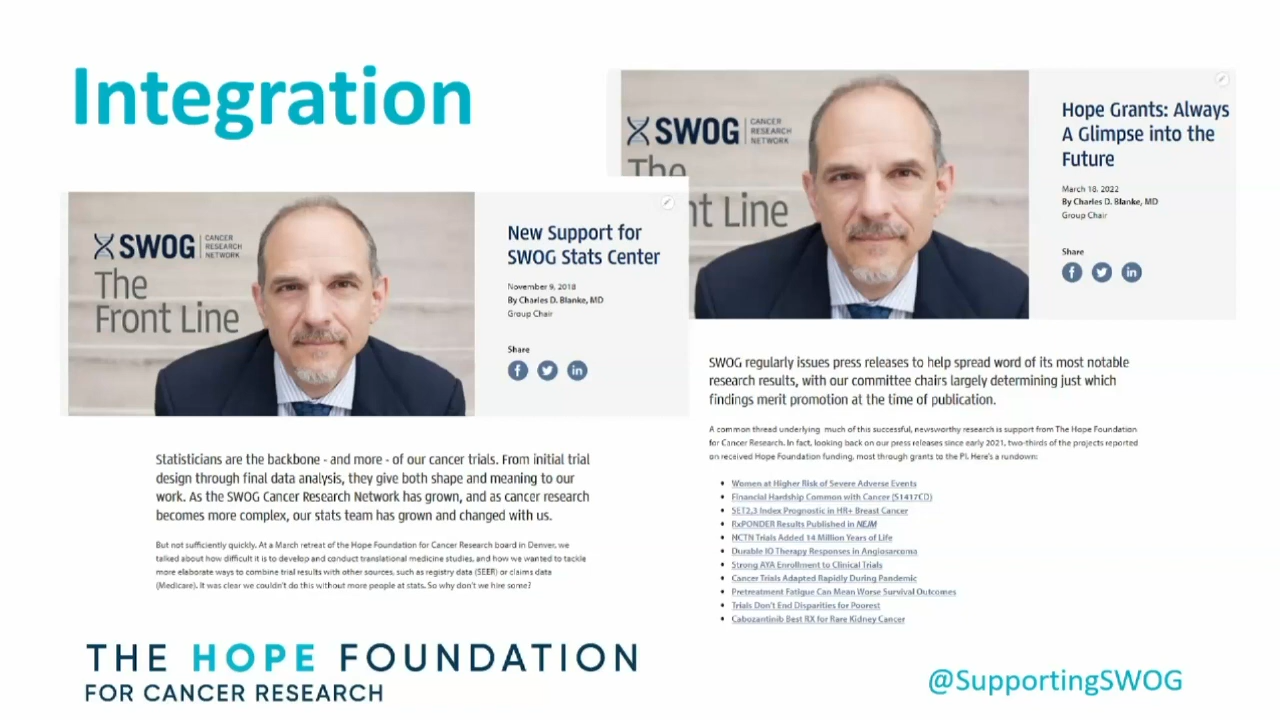 Integration
SWOG CANCER RESEARCH NETWORK
The
Front Line
New Support for
SWOG Stats Center
November 9, 2018
By Charles D. Blanke, MD
Group Chair
Share
Statisticians are the backbone - and more - of our cancer trials. From initial trial
design through final data analysis, they give both shape and meaning to our
work. As the SWOG Cancer Research Network has grown, and as cancer research
becomes more complex, our stats team has grown and changed with us.
But not sufficiently quickly. At a March retreat of the Hope Foundation for Cancer Research board in Denver, we
talked about how difficult it is to develop and conduct translational medicine studies, and how we wanted to tackle
more elaborate ways to combine trial results with other sources, such as registry data (SEER) or claims data
(Medicare). It was clear we couldn't do this without more people at stats. So why don't we hire some?
SWOG CANCER RESEARCH NETWORK
The
nt Line
Hope Grants: Always
A Glimpse into the
Future
March 18, 2022
By Charles D. Blanke, MD
Group Chair
Share
SWOG regularly issues press releases to help spread word of its most notable
research results, with our committee chairs largely determining just which
findings merit promotion at the time of publication.
A common thread underlying much of this successful, newsworthy research is support from The Hope Foundation
for Cancer Research. In fact, looking back on our press releases since early 2021, two-thirds of the projects reported
on received Hope Foundation funding, most through grants to the PI. Here's a rundown:
• Women at Higher Risk of Severe Adverse Events
• Financial Hardship Common with Cancer (S1417CD)
• SET2,3 Index Prognostic in HR+ Breast Cancer
• RxPONDER Results Published in NEJM
• NCTN Trials Added 14 Million Years of Life
• Durable IO Therapy Responses in Angiosarcoma
• Strong AYA Enrollment to Clinical Trials
• Cancer Trials Adapted Rapidly During Pandemic
• Pretreatment Fatigue Can Mean Worse Survival Outcomes
• Trials Don't End Disparities for Poorest
• Cabozantinib Best RX for Rare Kidney Cancer
THE HOPE FOUNDATION
FOR CANCER RESEARCH
@SupportingSWOG